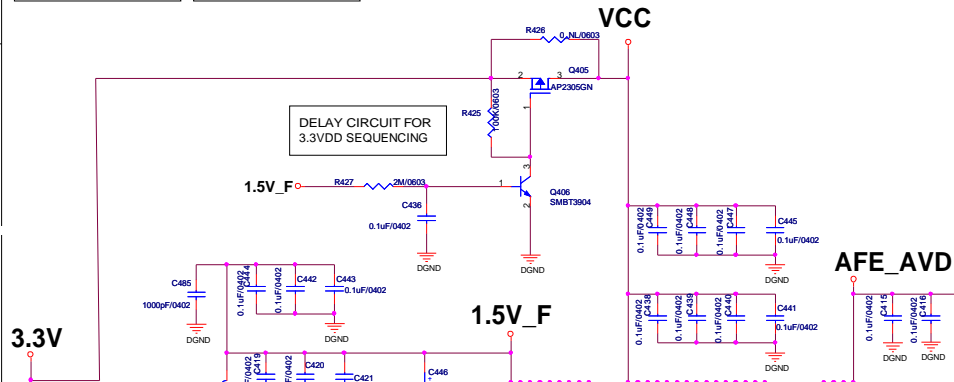 VCC
R426
0_NL/0603
2
3
Q405
AP2305GN
R425
100K/0603
1
DELAY CIRCUIT FOR
3.3VDD SEQUENCING
3
1.5V_F
R427
2M/0603
1
Q406
SMBT3904
2
C436
0.1uF/0402
DGND
DGND
0.1uF/0402
C449
0.1uF/0402
C448
0.1uF/0402
C447
C445
0.1uF/0402
DGND
AFE_AVD
C485
1000pF/0402
DGND
0.1uF/0402
C444
0.1uF/0402
C442
C443
0.1uF/0402
DGND
1.5V_F
0.1uF/0402
C438
0.1uF/0402
C439
0.1uF/0402
C440
C441
0.1uF/0402
DGND
0.1uF/0402
C415
0.1uF/0402
C416
DGND
DGND
3.3V
C419
C420
C421
C446